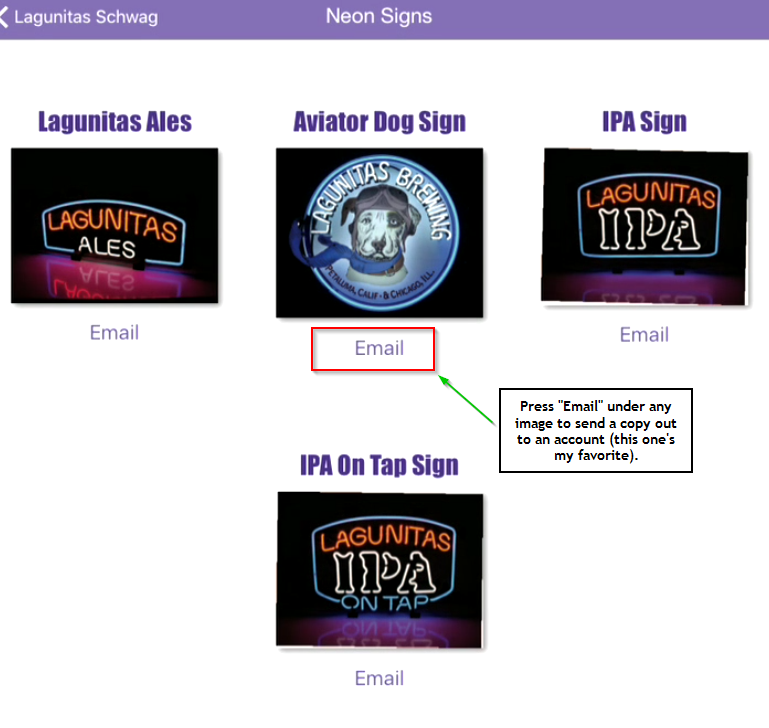 Lagunitas Schwag
Neon Signs
Lagunitas Ales
LAGUNITAS
ALES
Email
Aviator Dog Sign
LAGUNITAS BREWING
PETALUMA, CALIF · & CHICAGO, ILL.
Email
IPA Sign
LAGUNITAS
IPA
Email
Press "Email" under any
image to send a copy out
to an account (this one's
my favorite).
IPA On Tap Sign
LAGUNITAS
IPA
ON TAP
Email